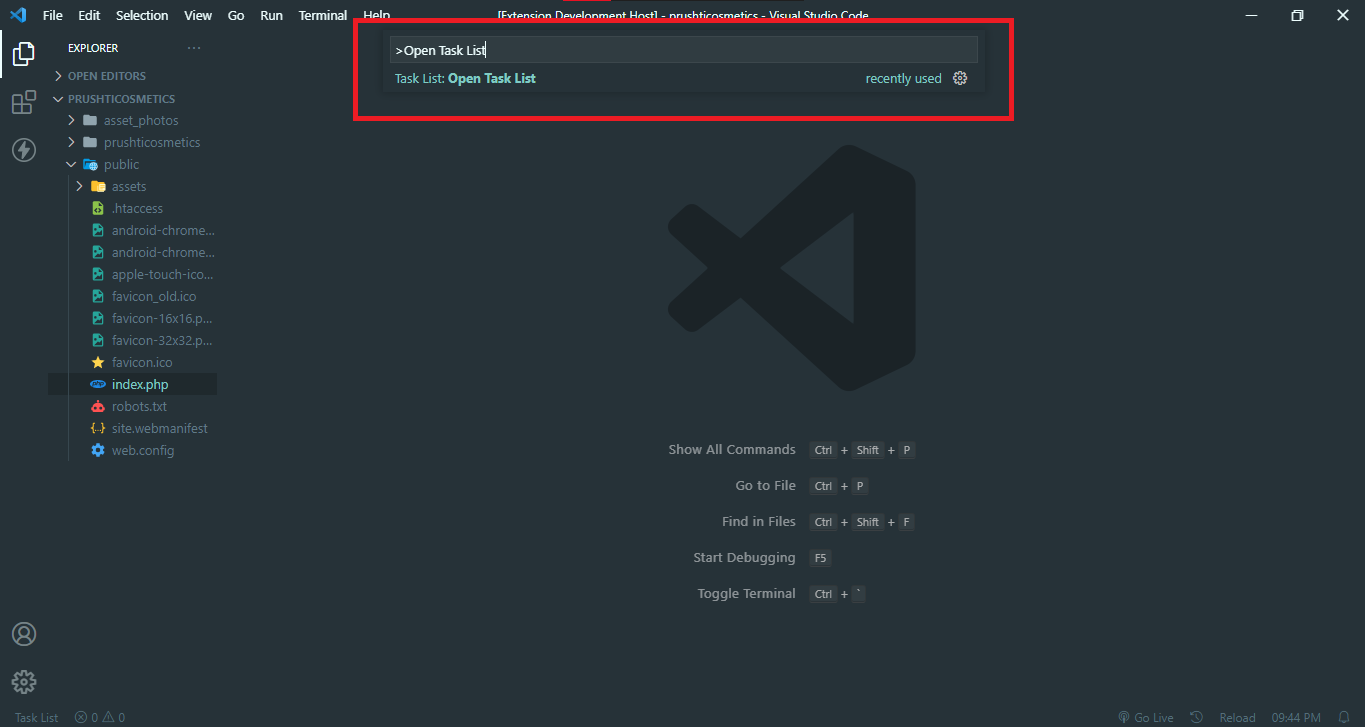 File Edit Selection View Go Run Terminal Help [Extension Development Host] - prushticosmetics - Visual Studio Code
>Open Task List
Task List: Open Task List recently used
EXPLORER
OPEN EDITORS
PRUSHTICOSMETICS
asset_photos
prushticosmetics
public
assets
.htaccess
android-chrome...
android-chrome...
apple-touch-ico...
favicon_old.ico
favicon-16x16.p...
favicon-32x32.p...
favicon.ico
index.php
robots.txt
site.webmanifest
web.config
Show All Commands Ctrl + Shift + P
Go to File Ctrl + P
Find in Files Ctrl + Shift + F
Start Debugging F5
Toggle Terminal Ctrl + `
Task List 0 0 Go Live Reload 09:44 PM